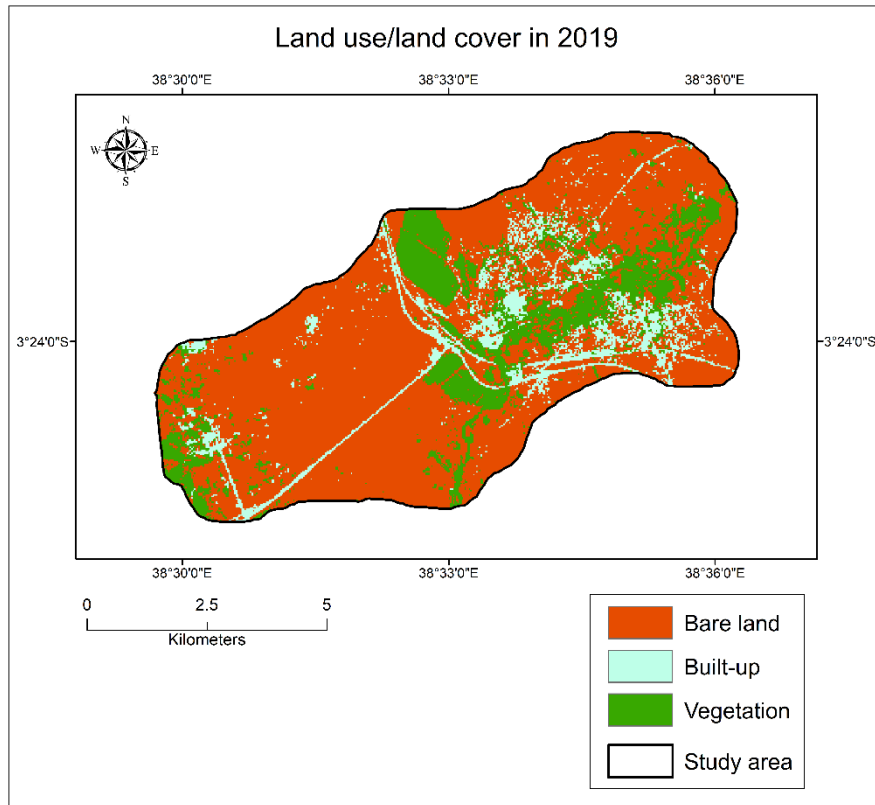 Land use/land cover in 2019
38°30'0"E 38°33'0"E 38°36'0"E
N
W E
S
3°24'0"S 3°24'0"S
38°30'0"E 38°33'0"E 38°36'0"E
0 2.5 5
Kilometers
Bare land
Built-up
Vegetation
Study area